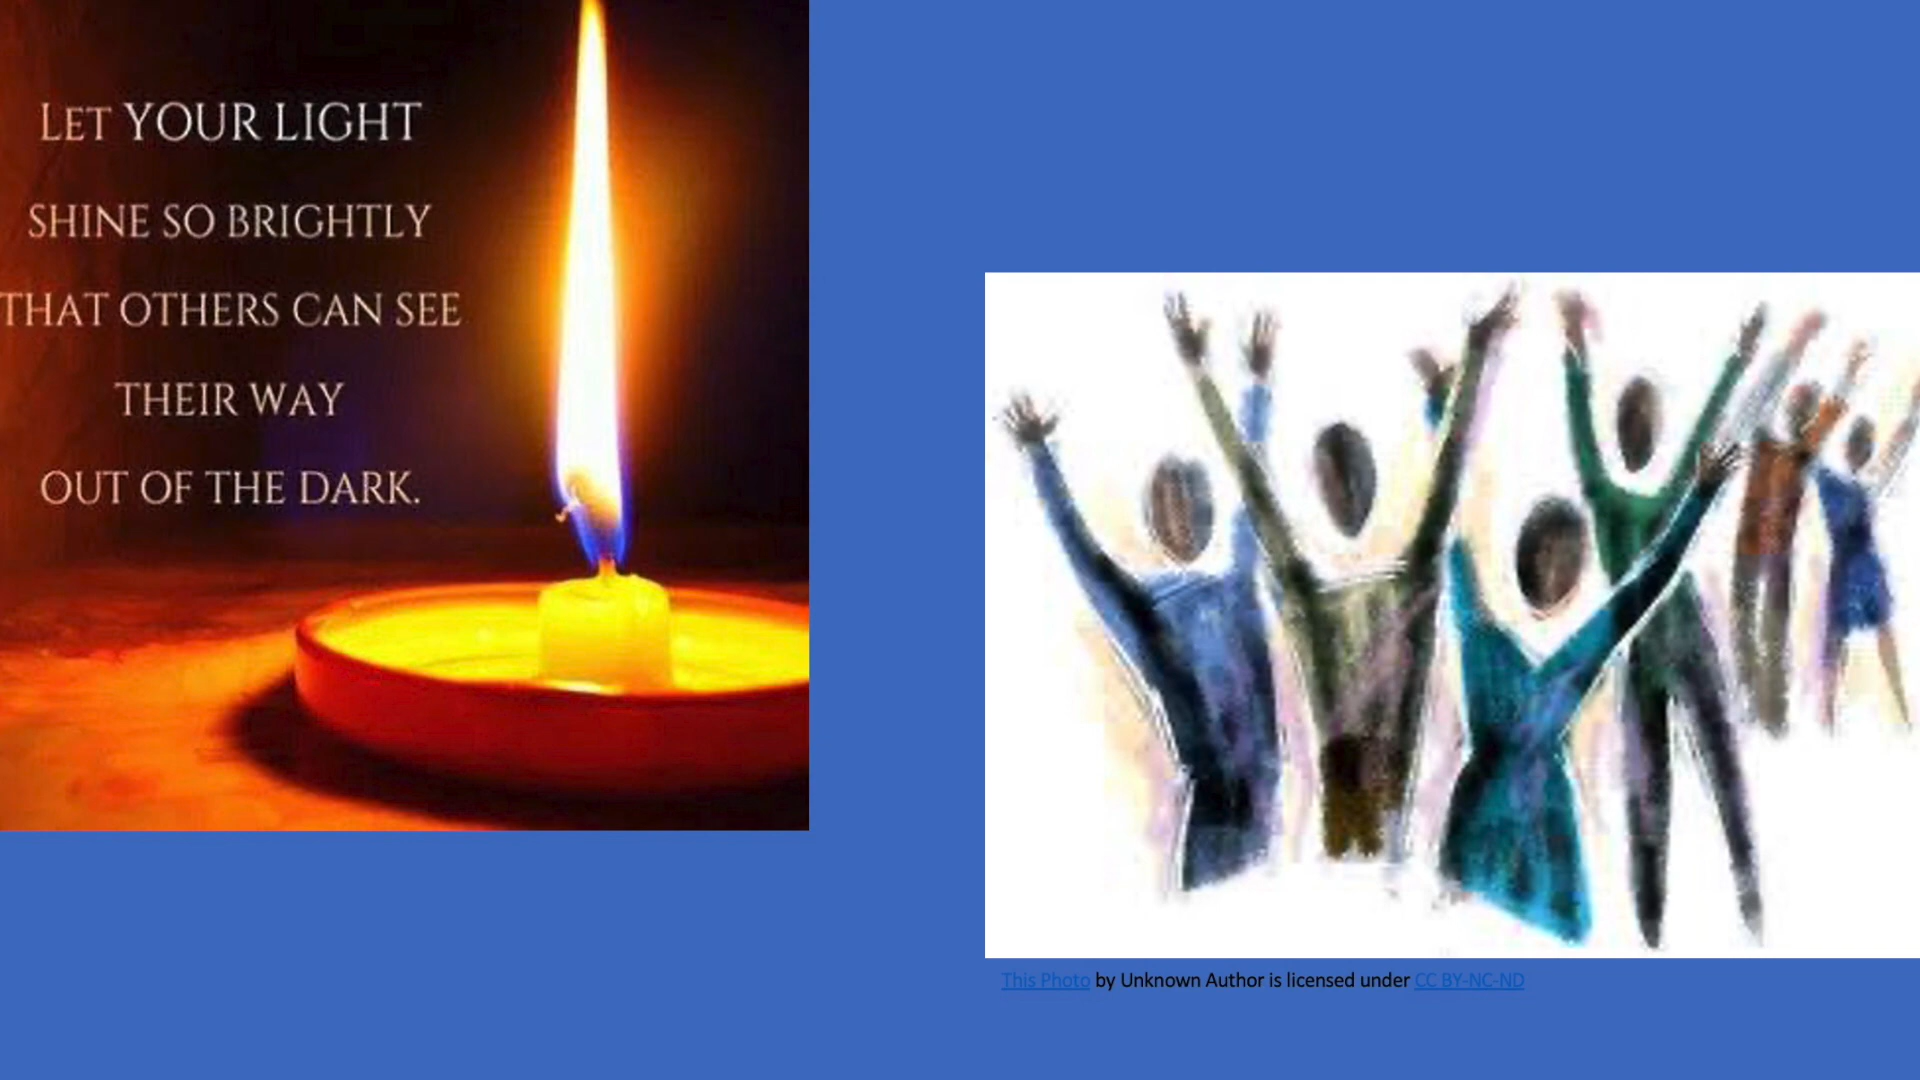 LET YOUR LIGHT
SHINE SO BRIGHTLY
THAT OTHERS CAN SEE
THEIR WAY
OUT OF THE DARK.
This Photo by Unknown Author is licensed under CC BY-NC-ND